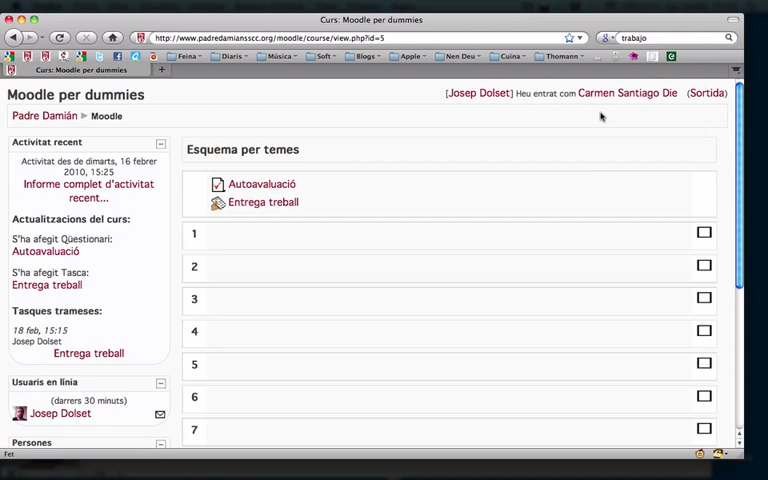 Curs: Moodle per dummies
http://www.padredamiansscc.org/moodle/course/view.php?id=5
trabajo
Feina
Diaris
Música
Soft
Blogs
Apple
Nen Deu
Cuina
Thomann
Curs: Moodle per dummies
Moodle per dummies
[Josep Dolset] Heu entrat com Carmen Santiago Die (Sortida)
Padre Damián ► Moodle
Activitat recent
Activitat des de dimarts, 16 febrer
2010, 15:25
Informe complet d'activitat
recent...
Actualitzacions del curs:
S'ha afegit Qüestionari:
Autoavaluació
S'ha afegit Tasca:
Entrega treball
Tasques trameses:
18 feb, 15:15
Josep Dolset
Entrega treball
Usuaris en línia
(darrers 30 minuts)
Josep Dolset
Persones
Esquema per temes
Autoavaluació
Entrega treball
1
2
3
4
5
6
7
Fet